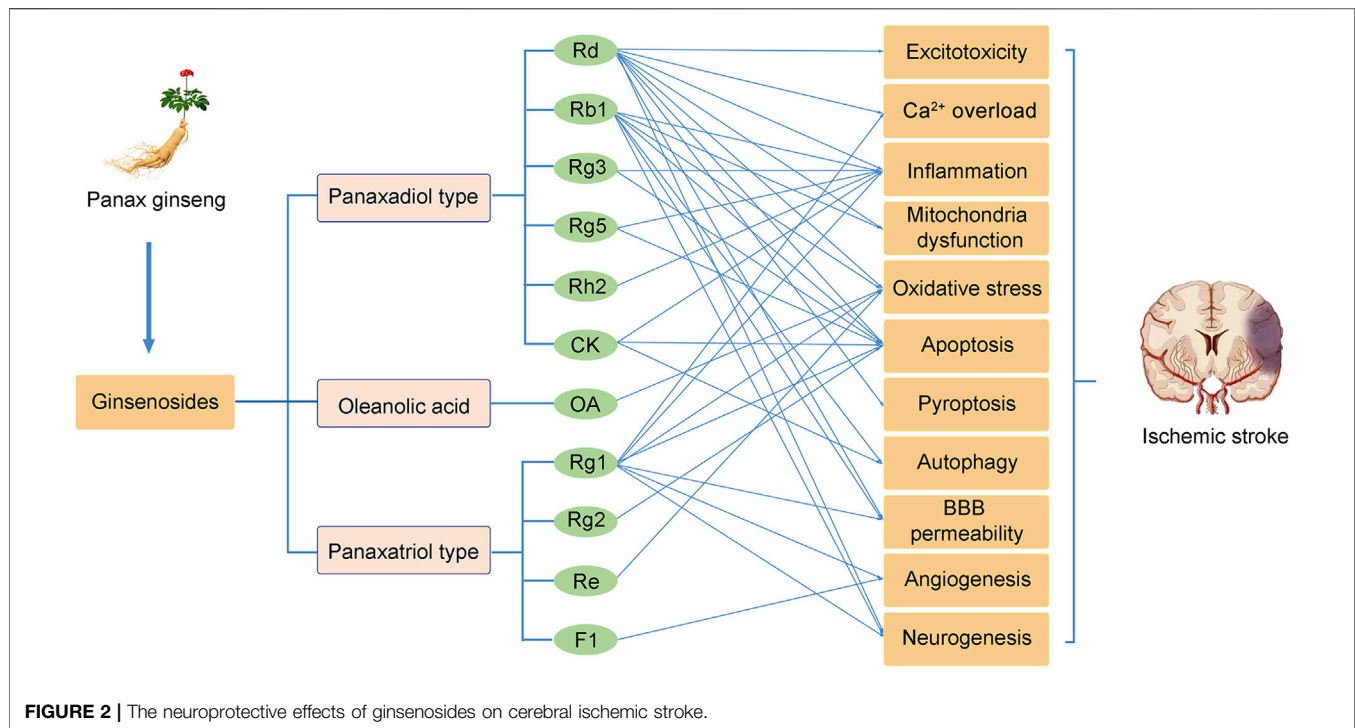 Panax ginseng
Ginsenosides
Panaxadiol type
Oleanolic acid
Panaxatriol type
Rd
Rb1
Rg3
Rg5
Rh2
CK
OA
Rg1
Rg2
Re
F1
Excitotoxicity
Ca²⁺ overload
Inflammation
Mitochondria
dysfunction
Oxidative stress
Apoptosis
Pyroptosis
Autophagy
BBB
permeability
Angiogenesis
Neurogenesis
Ischemic stroke
FIGURE 2 | The neuroprotective effects of ginsenosides on cerebral ischemic stroke.